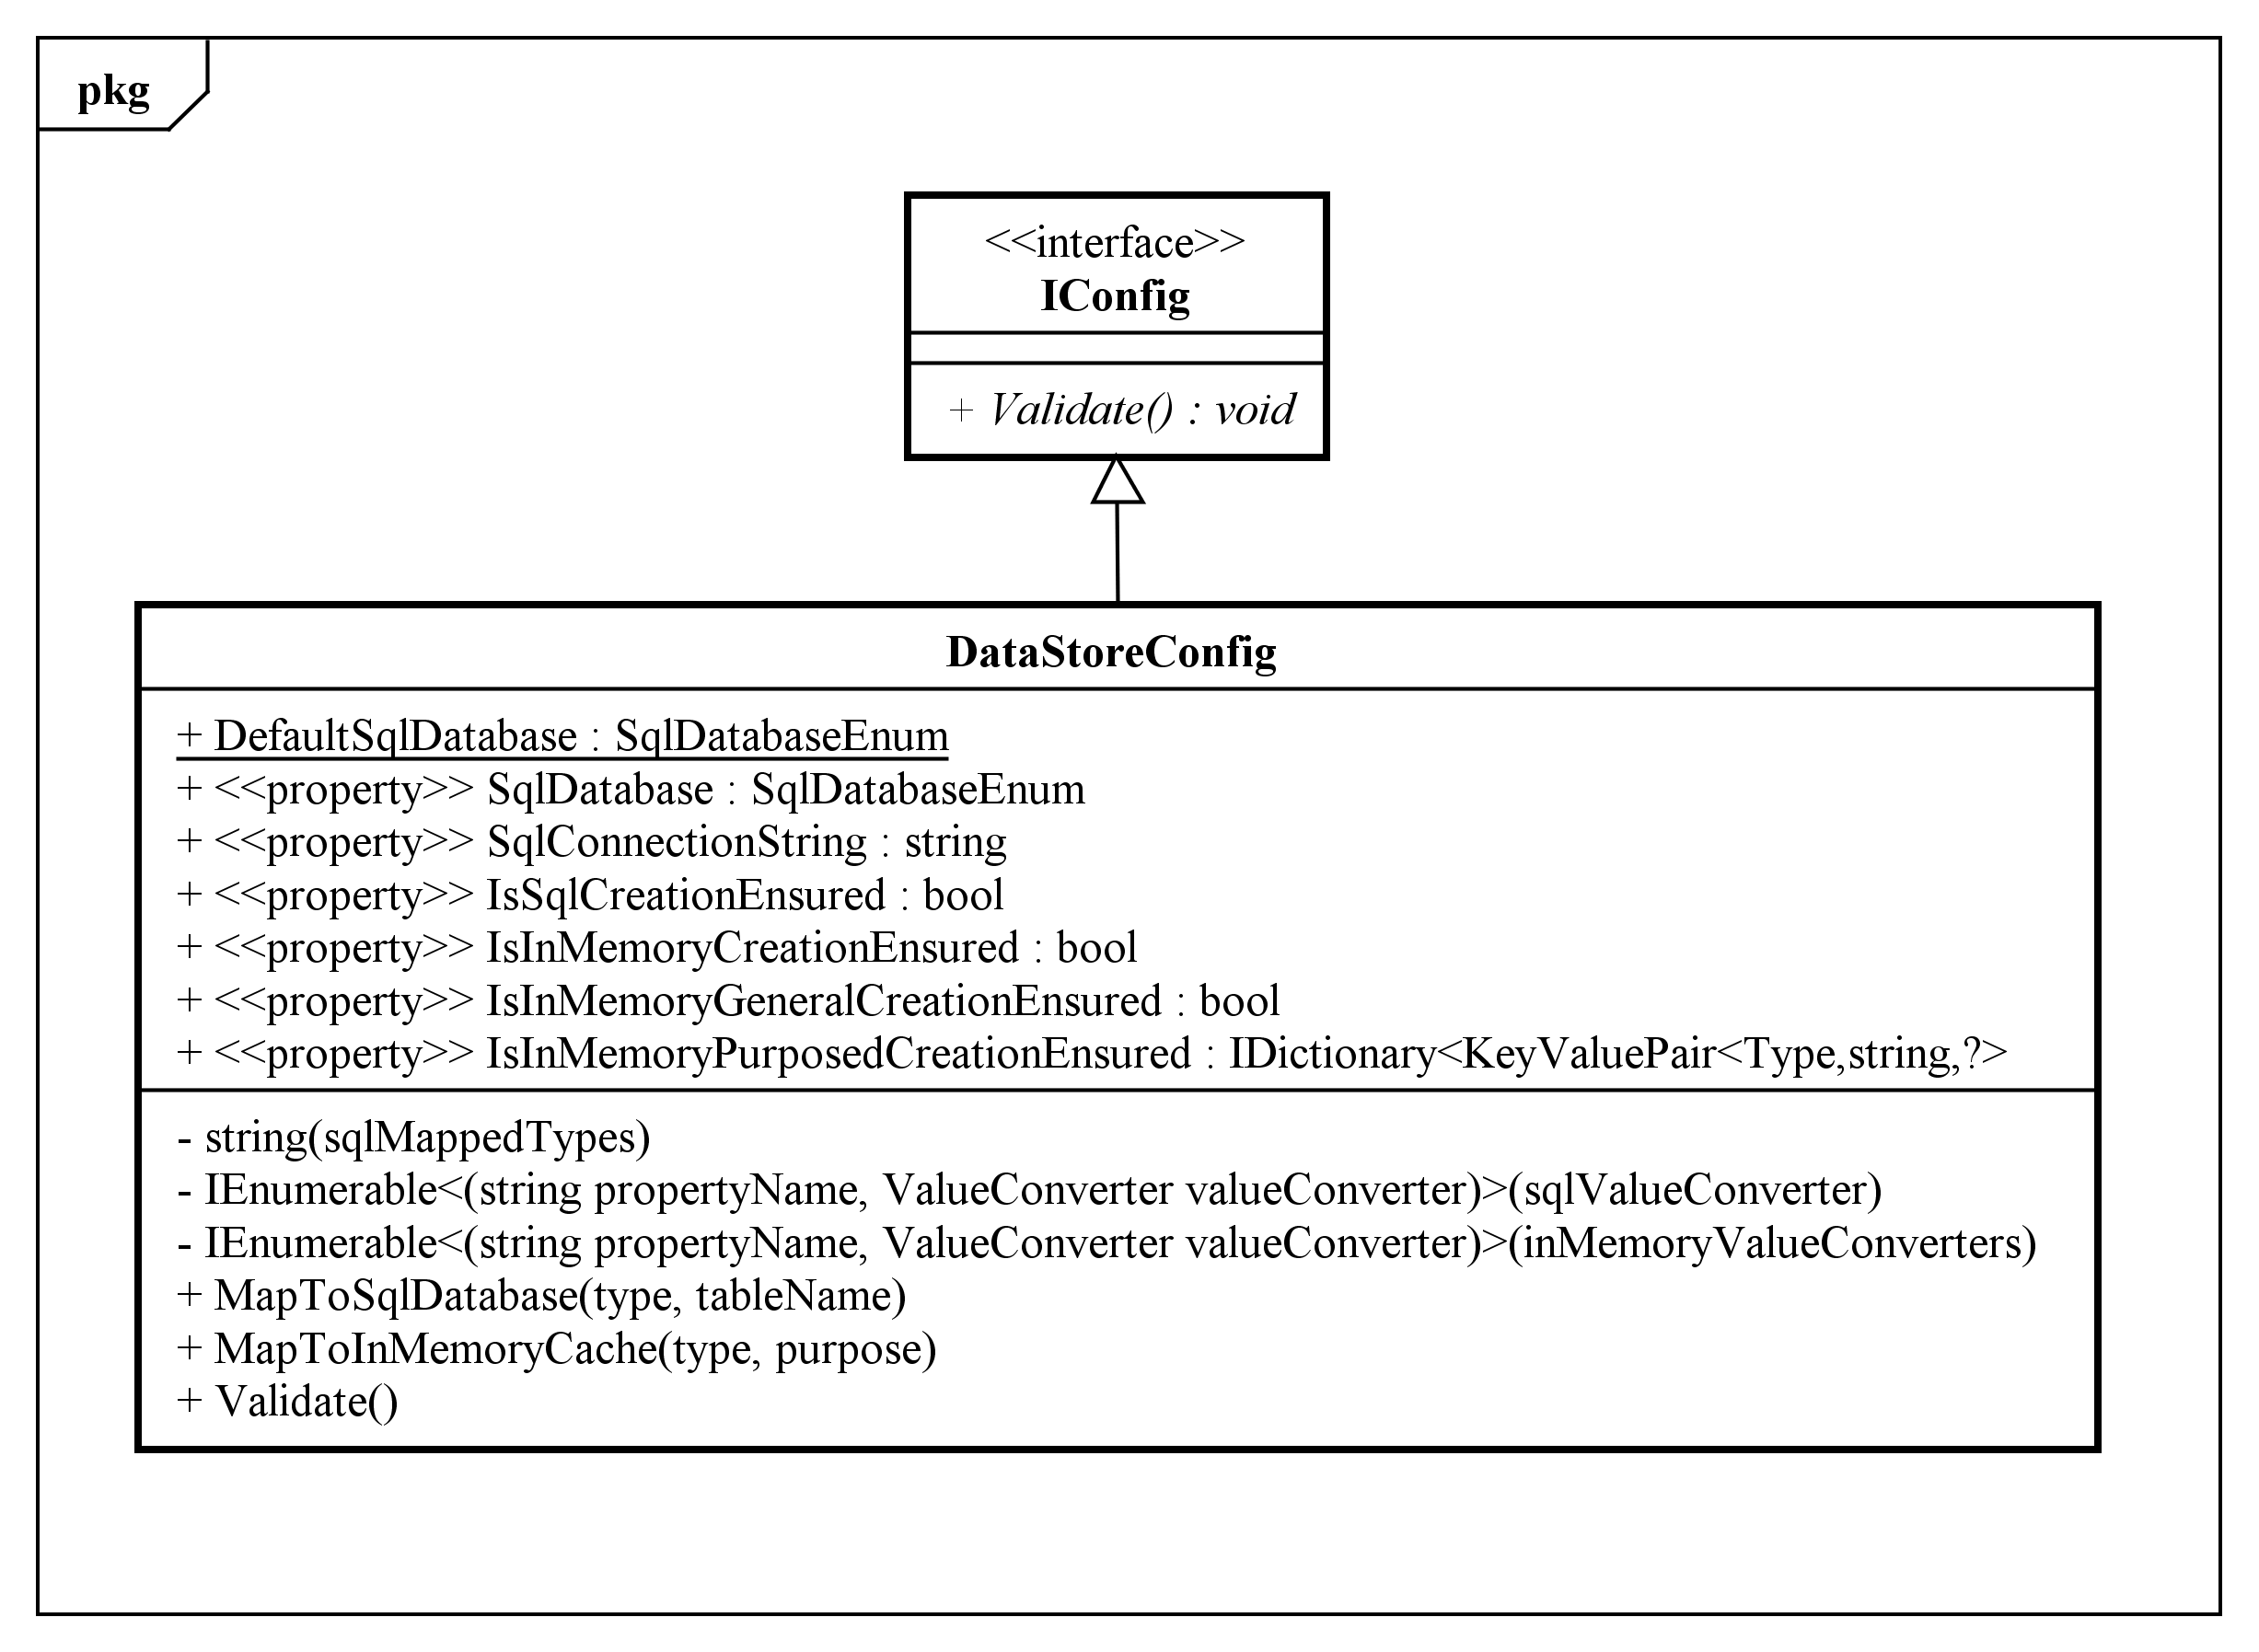 pkg
<<interface>>
IConfig
+ Validate() : void
DataStoreConfig
+ DefaultSqlDatabase : SqlDatabaseEnum
+ <<property>> SqlDatabase : SqlDatabaseEnum
+ <<property>> SqlConnectionString : string
+ <<property>> IsSqlCreationEnsured : bool
+ <<property>> IsInMemoryCreationEnsured : bool
+ <<property>> IsInMemoryGeneralCreationEnsured : bool
+ <<property>> IsInMemoryPurposedCreationEnsured : IDictionary<KeyValuePair<Type,string,?>
- string(sqlMappedTypes)
- IEnumerable<(string propertyName, ValueConverter valueConverter)>(sqlValueConverter)
- IEnumerable<(string propertyName, ValueConverter valueConverter)>(inMemoryValueConverters)
+ MapToSqlDatabase(type, tableName)
+ MapToInMemoryCache(type, purpose)
+ Validate()